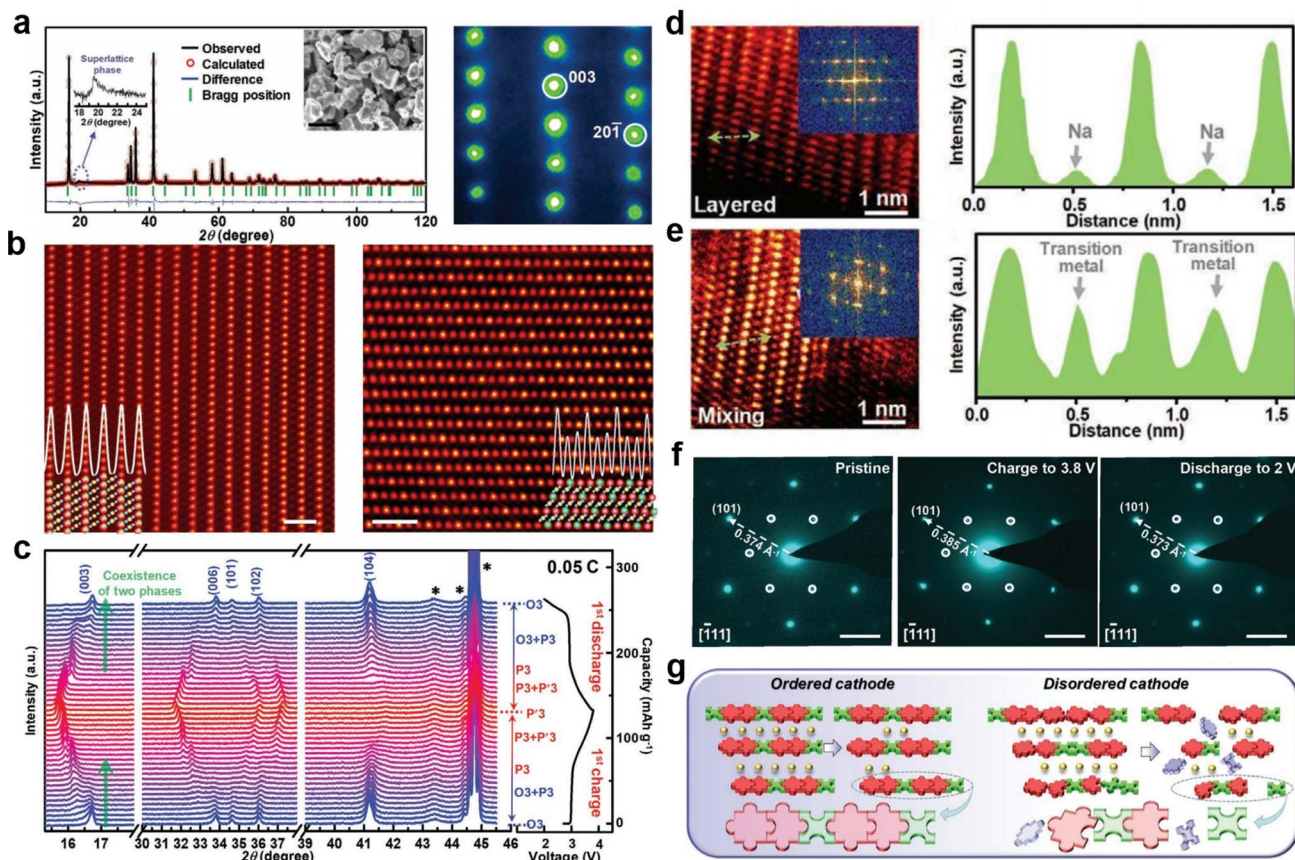 a
Observed
Calculated
Difference
Bragg position
Superlattice
phase
18 20 22 24
2θ (degree)
Intensity (a.u.)
20 40 60 80 100 120
2θ (degree)
003
201̄
b
c
(003)
Coexistence
of two phases
(006)
(101)
(102)
(104)
*
*
*
0.05 C
Intensity (a.u.)
16 17 30 31 32 33 34 35 36 37 39 40 41 42 43 44 45 46
2θ (degree)
O3
O3+P3
P3
P3+P'3
P'3
P3+P'3
P3
O3+P3
O3
1st discharge
1st charge
300
200
100
0
Capacity (mAh g⁻¹)
2 3 4
Voltage (V)
d
Layered
1 nm
Intensity (a.u.)
Na
Na
0.0 0.5 1.0 1.5
Distance (nm)
e
Mixing
1 nm
Intensity (a.u.)
Transition
metal
Transition
metal
0.0 0.5 1.0 1.5
Distance (nm)
f
Pristine
(101)
0.374 Å⁻¹
[1̄11]
Charge to 3.8 V
(101)
0.385 Å⁻¹
[1̄11]
Discharge to 2 V
(101)
0.373 Å⁻¹
[1̄11]
g
Ordered cathode
Disordered cathode